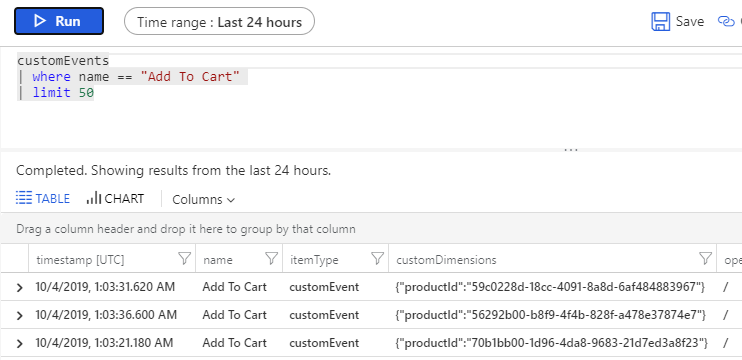 Run Time range : Last 24 hours Save
customEvents
| where name == "Add To Cart"
| limit 50
...
Completed. Showing results from the last 24 hours.
TABLE CHART Columns
Drag a column header and drop it here to group by that column
timestamp [UTC] name itemType customDimensions ope
10/4/2019, 1:03:31.620 AM Add To Cart customEvent {"productId":"59c0228d-18cc-4091-8a8d-6af484883967"} /
10/4/2019, 1:03:36.600 AM Add To Cart customEvent {"productId":"56292b00-b8f9-4f4b-828f-a478e37874e7"} /
10/4/2019, 1:03:21.180 AM Add To Cart customEvent {"productId":"70b1bb00-1d96-4da8-9683-21d7ed3a8f23"} /